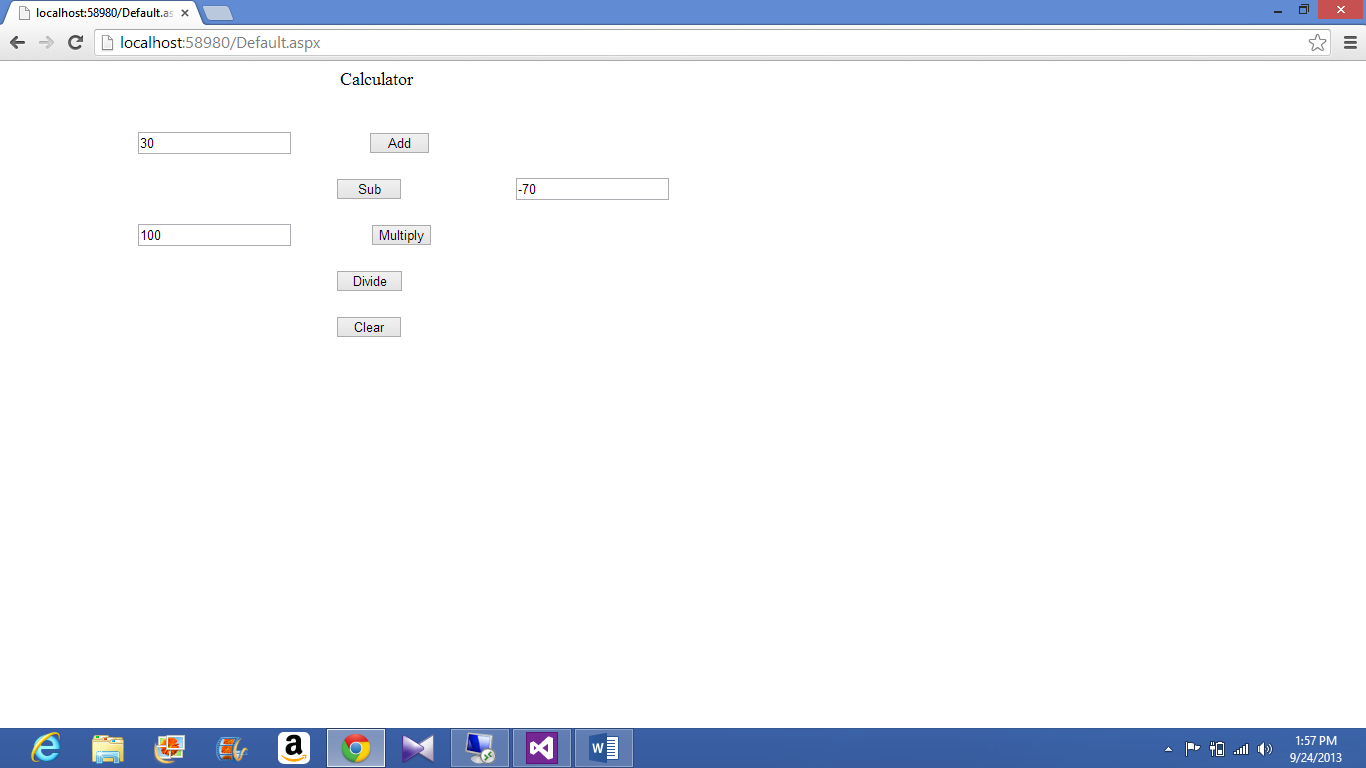 localhost:58980/Default.as
localhost:58980/Default.aspx
Calculator
30
Add
Sub
-70
100
Multiply
Divide
Clear
1:57 PM
9/24/2013